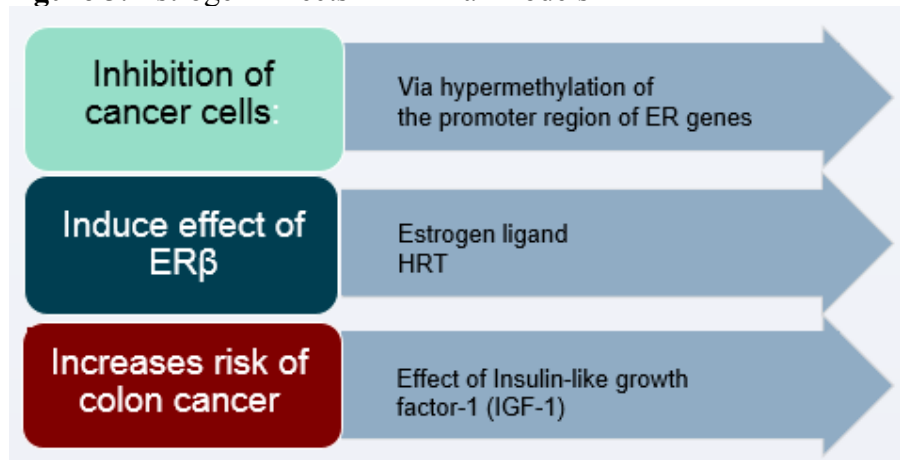 Inhibition of
cancer cells:
Via hypermethylation of
the promoter region of ER genes
Induce effect of
ERβ
Estrogen ligand
HRT
Increases risk of
colon cancer
Effect of Insulin-like growth
factor-1 (IGF-1)